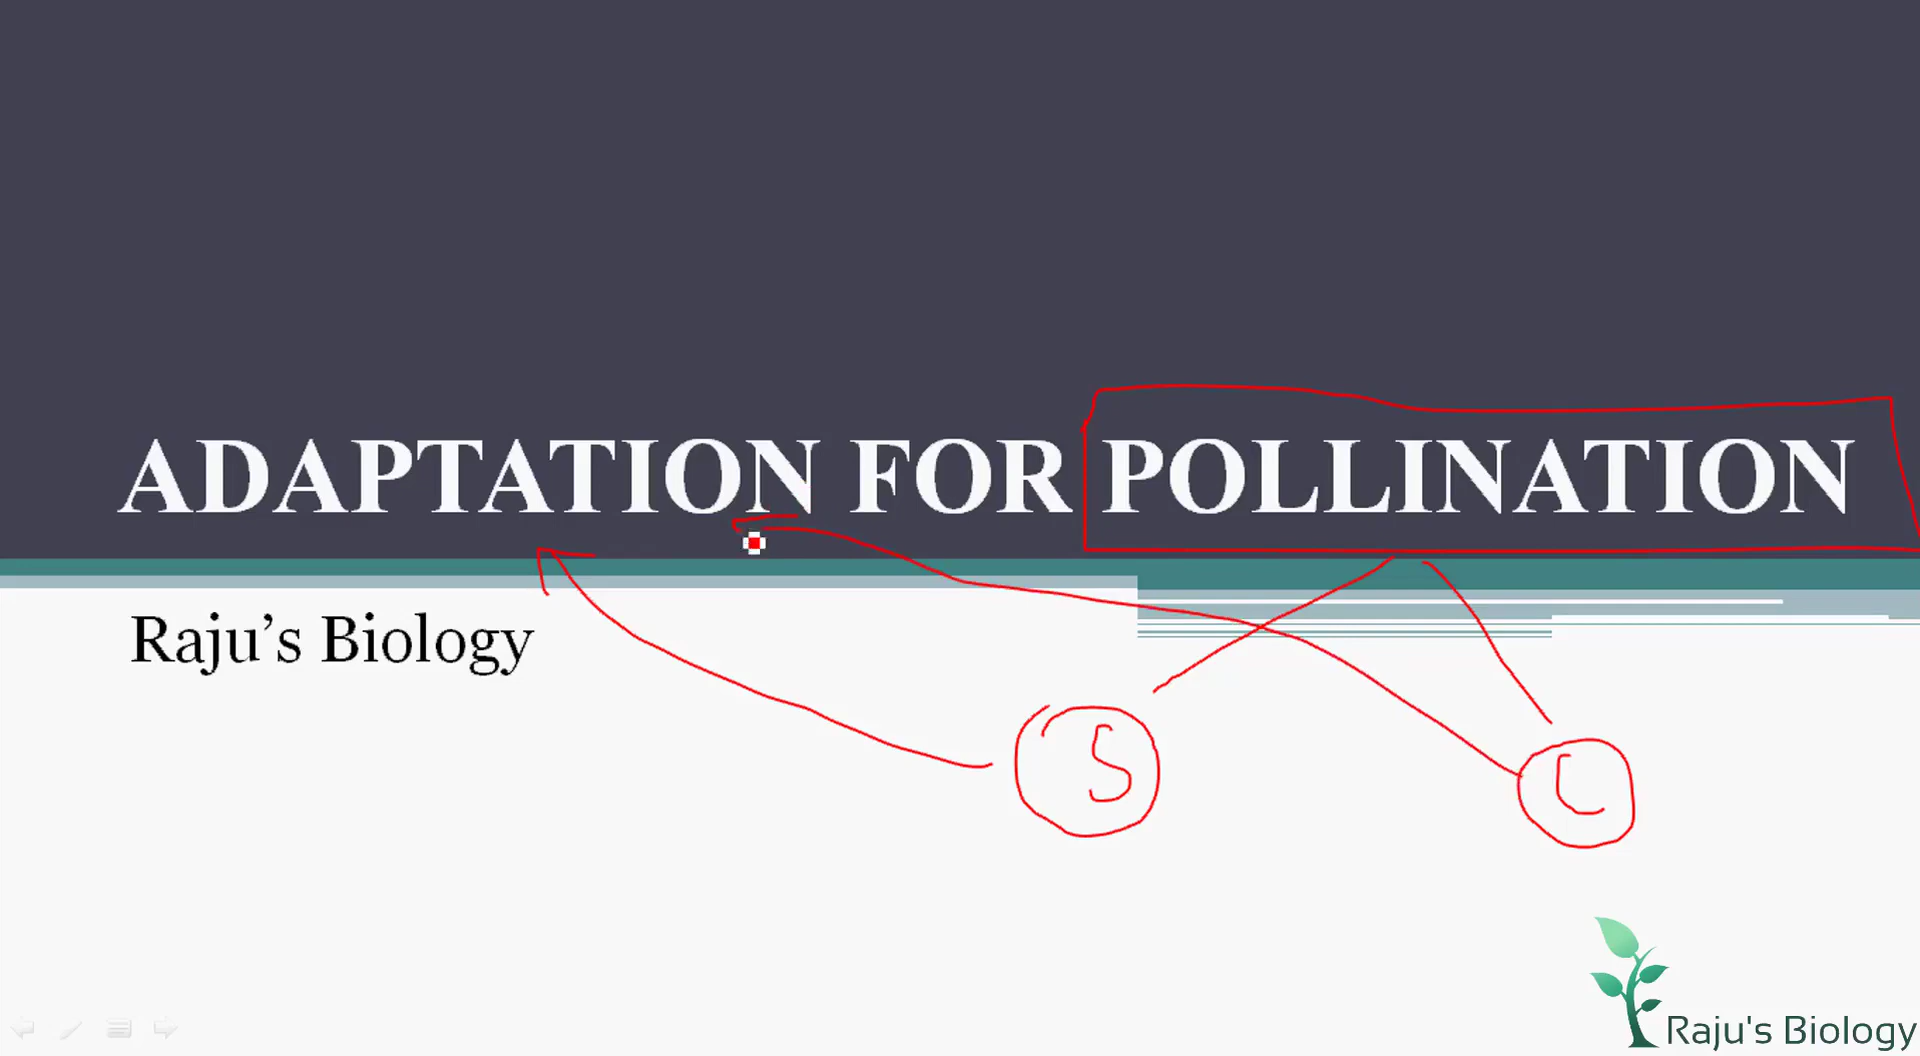 ADAPTATION FOR POLLINATION
Raju’s Biology
S
C
Raju's Biology